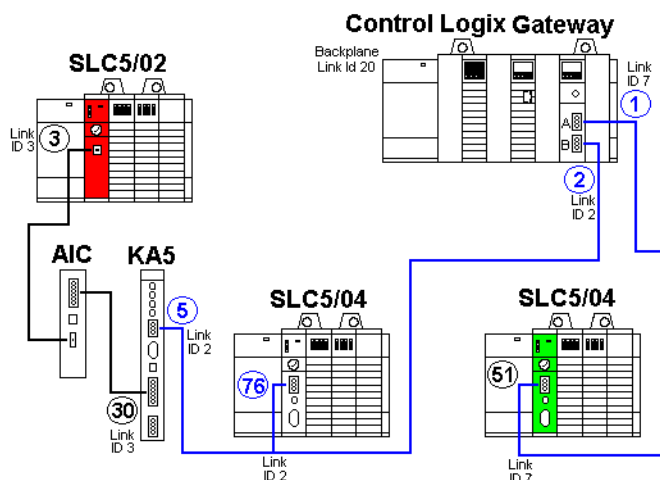 Control Logix Gateway
Backplane
Link Id 20
SLC5/02
Link
ID 7
1
A
B
Link
ID 3
3
2
Link
ID 2
AIC
KA5
5
Link
ID 2
SLC5/04
SLC5/04
76
51
30
Link
ID 3
Link
ID 2
Link
ID 7